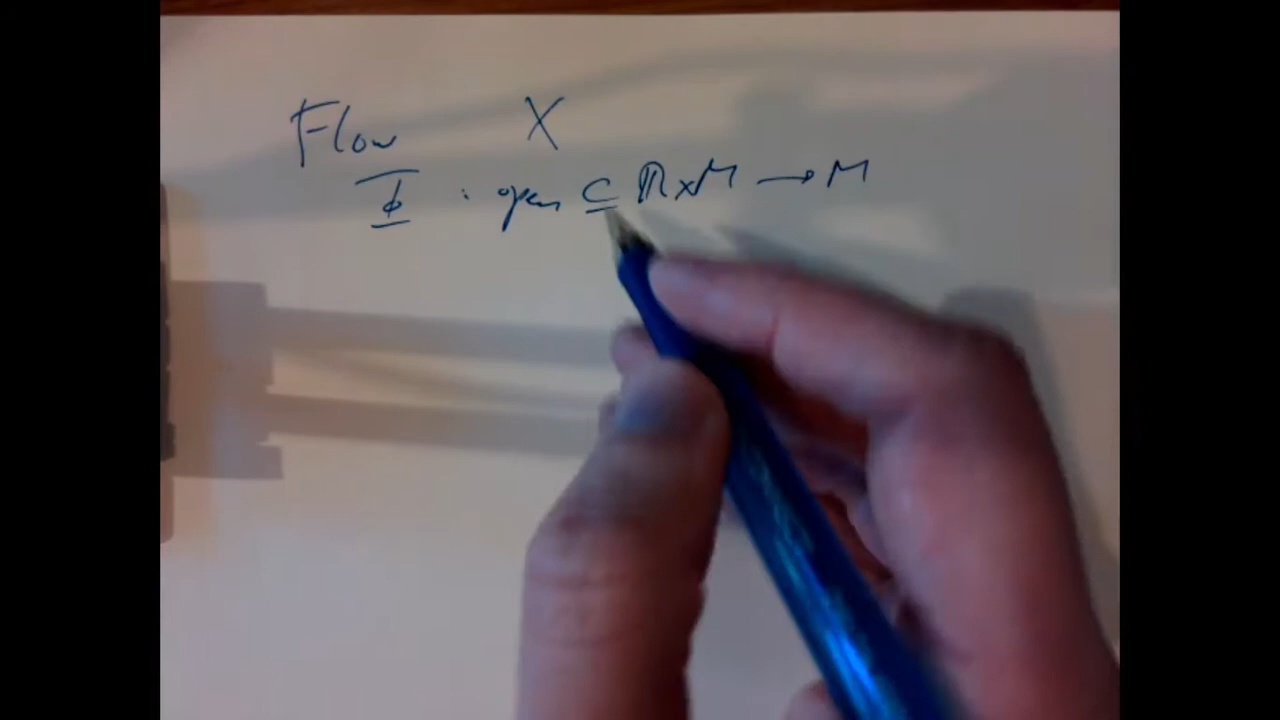 Flow X
Φ : open ⊆ ℝ×M → M